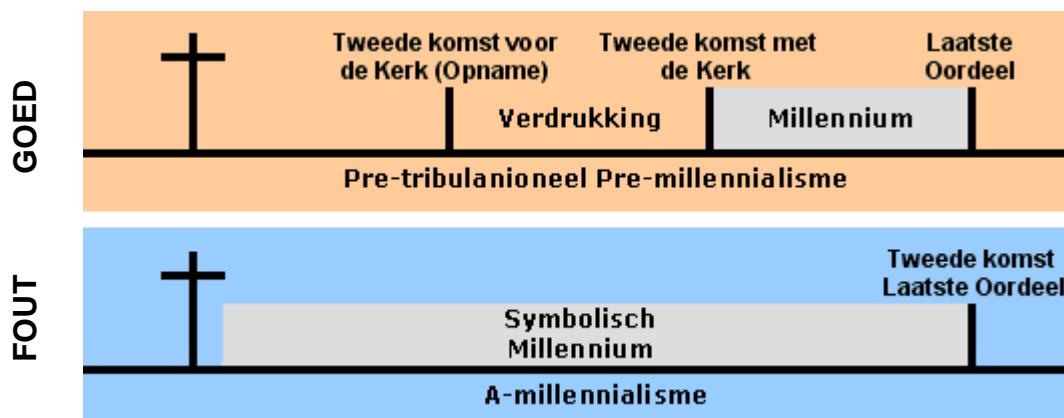 GOED
Tweede komst voor
de Kerk (Opname)
Tweede komst met
de Kerk
Laatste
Oordeel
Verdrukking
Millennium
Pre-tribulanioneel Pre-millennialisme
FOUT
Tweede komst
Laatste Oordeel
Symbolisch
Millennium
A-millennialisme